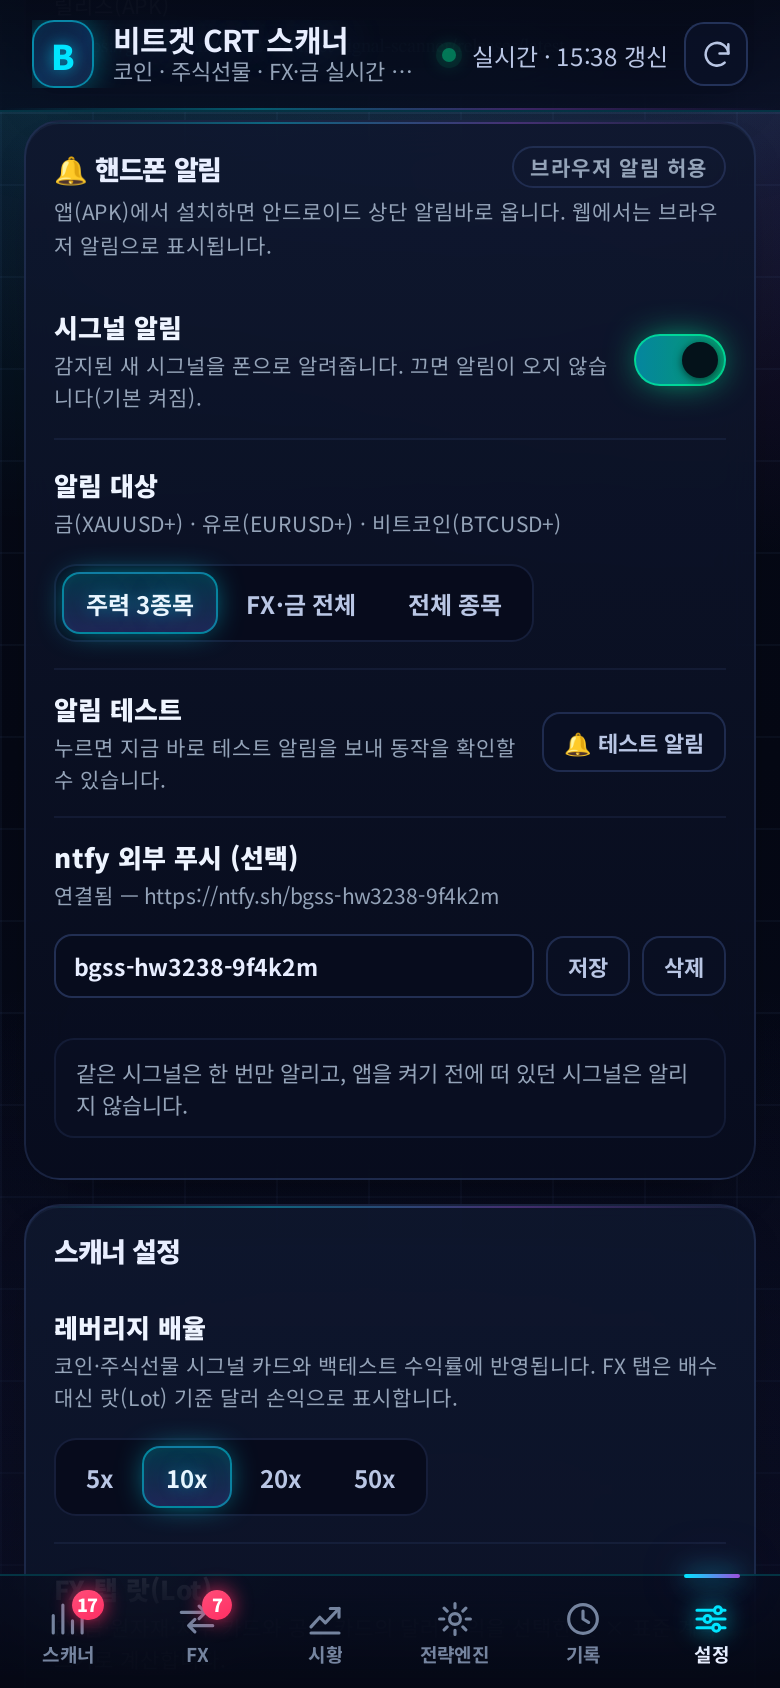 B
비트겟 CRT 스캐너
코인 · 주식선물 · FX·금 실시간 ···
실시간 · 15:38 갱신
🔔 핸드폰 알림
브라우저 알림 허용
앱(APK)에서 설치하면 안드로이드 상단 알림바로 옵니다. 웹에서는 브라우
저 알림으로 표시됩니다.
시그널 알림
감지된 새 시그널을 폰으로 알려줍니다. 끄면 알림이 오지 않습
니다(기본 켜짐).
알림 대상
금(XAUUSD+) · 유로(EURUSD+) · 비트코인(BTCUSD+)
주력 3종목
FX·금 전체
전체 종목
알림 테스트
누르면 지금 바로 테스트 알림을 보내 동작을 확인할
수 있습니다.
🔔 테스트 알림
ntfy 외부 푸시 (선택)
연결됨 — https://ntfy.sh/bgss-hw3238-9f4k2m
bgss-hw3238-9f4k2m
저장
삭제
같은 시그널은 한 번만 알리고, 앱을 켜기 전에 떠 있던 시그널은 알리
지 않습니다.
스캐너 설정
레버리지 배율
코인·주식선물 시그널 카드와 백테스트 수익률에 반영됩니다. FX 탭은 배수
대신 랏(Lot) 기준 달러 손익으로 표시합니다.
5x
10x
20x
50x
FX 탭 랏(Lot)
17
7
스캐너
FX
시황
전략엔진
기록
설정